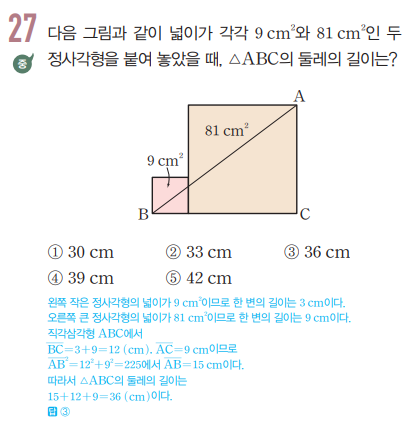 27
중
다음 그림과 같이 넓이가 각각 9 cm²와 81 cm²인 두
정사각형을 붙여 놓았을 때, △ABC의 둘레의 길이는?
A
81 cm²
9 cm²
B
C
① 30 cm ② 33 cm ③ 36 cm
④ 39 cm ⑤ 42 cm
왼쪽 작은 정사각형의 넓이가 9 cm²이므로 한 변의 길이는 3 cm이다.
오른쪽 큰 정사각형의 넓이가 81 cm²이므로 한 변의 길이는 9 cm이다.
직각삼각형 ABC에서
B̅C̅=3+9=12 (cm), A̅C̅=9 cm이므로
A̅B̅²=12²+9²=225에서 A̅B̅=15 cm이다.
따라서 △ABC의 둘레의 길이는
15+12+9=36 (cm)이다.
답 ③